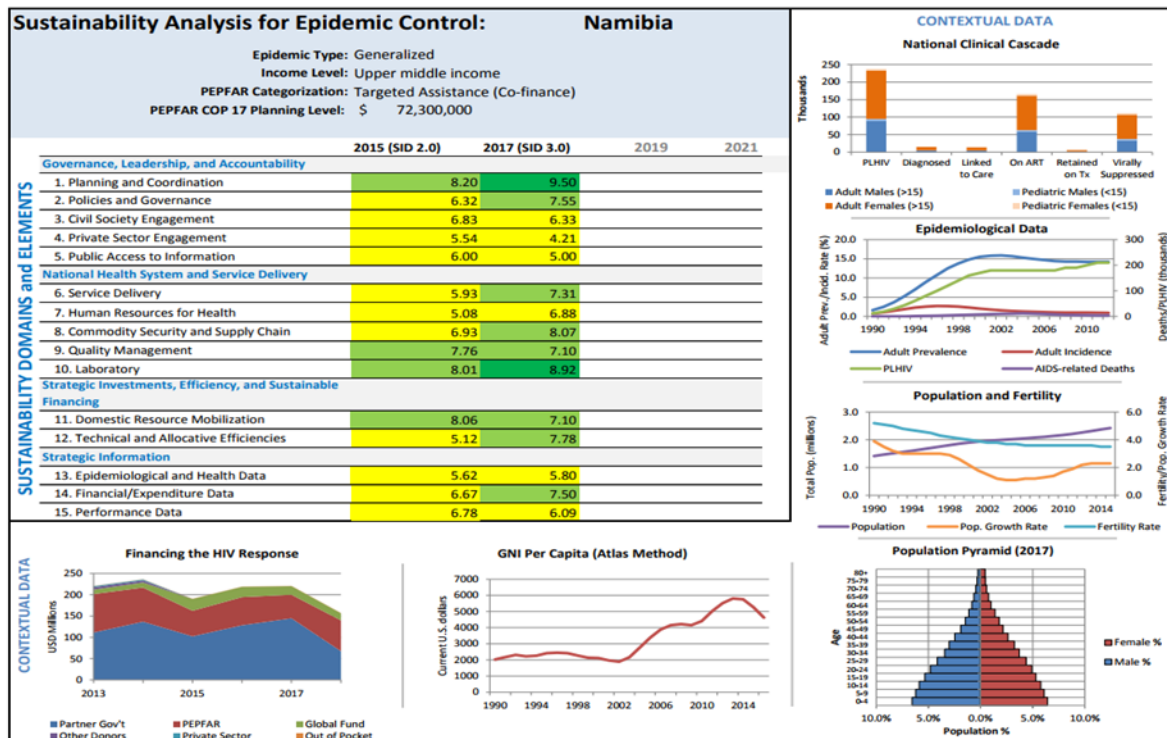 Sustainability Analysis for Epidemic Control: Namibia
Epidemic Type: Generalized
Income Level: Upper middle income
PEPFAR Categorization: Targeted Assistance (Co-finance)
PEPFAR COP 17 Planning Level: $ 72,300,000
2015 (SID 2.0) 2017 (SID 3.0) 2019 2021
SUSTAINABILITY DOMAINS and ELEMENTS
Governance, Leadership, and Accountability
1. Planning and Coordination 8.20 9.50
2. Policies and Governance 6.32 7.55
3. Civil Society Engagement 6.83 6.33
4. Private Sector Engagement 5.54 4.21
5. Public Access to Information 6.00 5.00
National Health System and Service Delivery
6. Service Delivery 5.93 7.31
7. Human Resources for Health 5.08 6.88
8. Commodity Security and Supply Chain 6.93 8.07
9. Quality Management 7.76 7.10
10. Laboratory 8.01 8.92
Strategic Investments, Efficiency, and Sustainable
Financing
11. Domestic Resource Mobilization 8.06 7.10
12. Technical and Allocative Efficiencies 5.12 7.78
Strategic Information
13. Epidemiological and Health Data 5.62 5.80
14. Financial/Expenditure Data 6.67 7.50
15. Performance Data 6.78 6.09
CONTEXTUAL DATA
National Clinical Cascade
Thousands
250
200
150
100
50
0
PLHIV Diagnosed Linked to Care On ART Retained on Tx Virally Suppressed
Adult Males (>15) Pediatric Males (<15)
Adult Females (>15) Pediatric Females (<15)
Epidemiological Data
Adult Prev./Incid. Rate (%)
20.0
15.0
10.0
5.0
0.0
300
200
100
0
Deaths/PLHIV (thousands)
1990 1994 1998 2002 2006 2010
Adult Prevalence Adult Incidence
PLHIV AIDS-related Deaths
Population and Fertility
Total Pop. (millions)
3.0
2.0
1.0
0.0
6.0
4.0
2.0
0.0
Fertility/Pop. Growth Rate
1990 1994 1998 2002 2006 2010 2014
Population Pop. Growth Rate Fertility Rate
CONTEXTUAL DATA
Financing the HIV Response
USD Millions
250
200
150
100
50
0
2013 2015 2017
Partner Gov't PEPFAR Global Fund
Other Donors Private Sector Out of Pocket
GNI Per Capita (Atlas Method)
Current U.S. dollars
7000
6000
5000
4000
3000
2000
1000
0
1990 1994 1998 2002 2006 2010 2014
Population Pyramid (2017)
Age
80+
75-79
70-74
65-69
60-64
55-59
50-54
45-49
40-44
35-39
30-34
25-29
20-24
15-19
10-14
5-9
0-4
10.0% 5.0% 0.0% 5.0% 10.0%
Population %
Female %
Male %